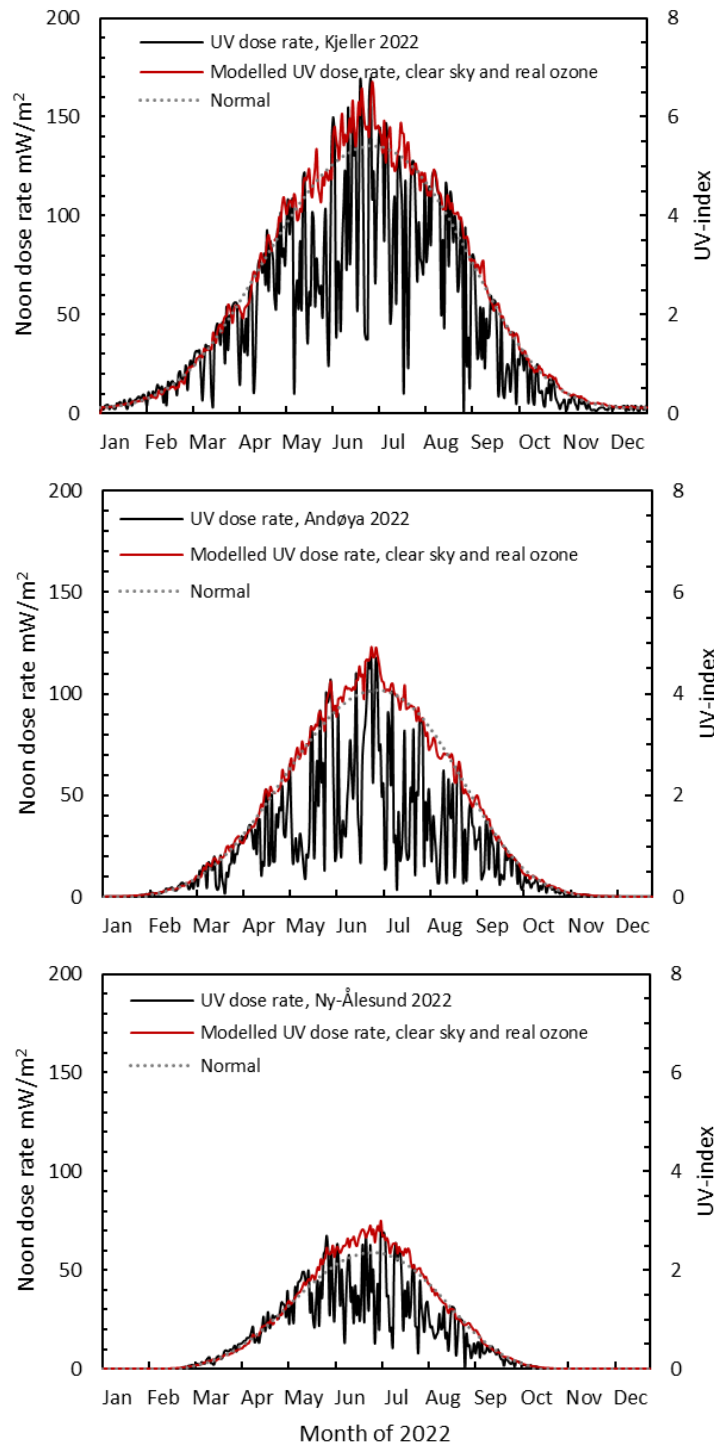 200
150
100
50
0
Noon dose rate mW/m²
UV dose rate, Kjeller 2022
Modelled UV dose rate, clear sky and real ozone
Normal
8
6
4
2
0
UV-index
Jan Feb Mar Apr May Jun Jul Aug Sep Oct Nov Dec
200
150
100
50
0
Noon dose rate mW/m²
UV dose rate, Andøya 2022
Modelled UV dose rate, clear sky and real ozone
Normal
8
6
4
2
0
UV-index
Jan Feb Mar Apr May Jun Jul Aug Sep Oct Nov Dec
200
150
100
50
0
Noon dose rate mW/m²
UV dose rate, Ny-Ålesund 2022
Modelled UV dose rate, clear sky and real ozone
Normal
8
6
4
2
0
UV-index
Jan Feb Mar Apr May Jun Jul Aug Sep Oct Nov Dec
Month of 2022